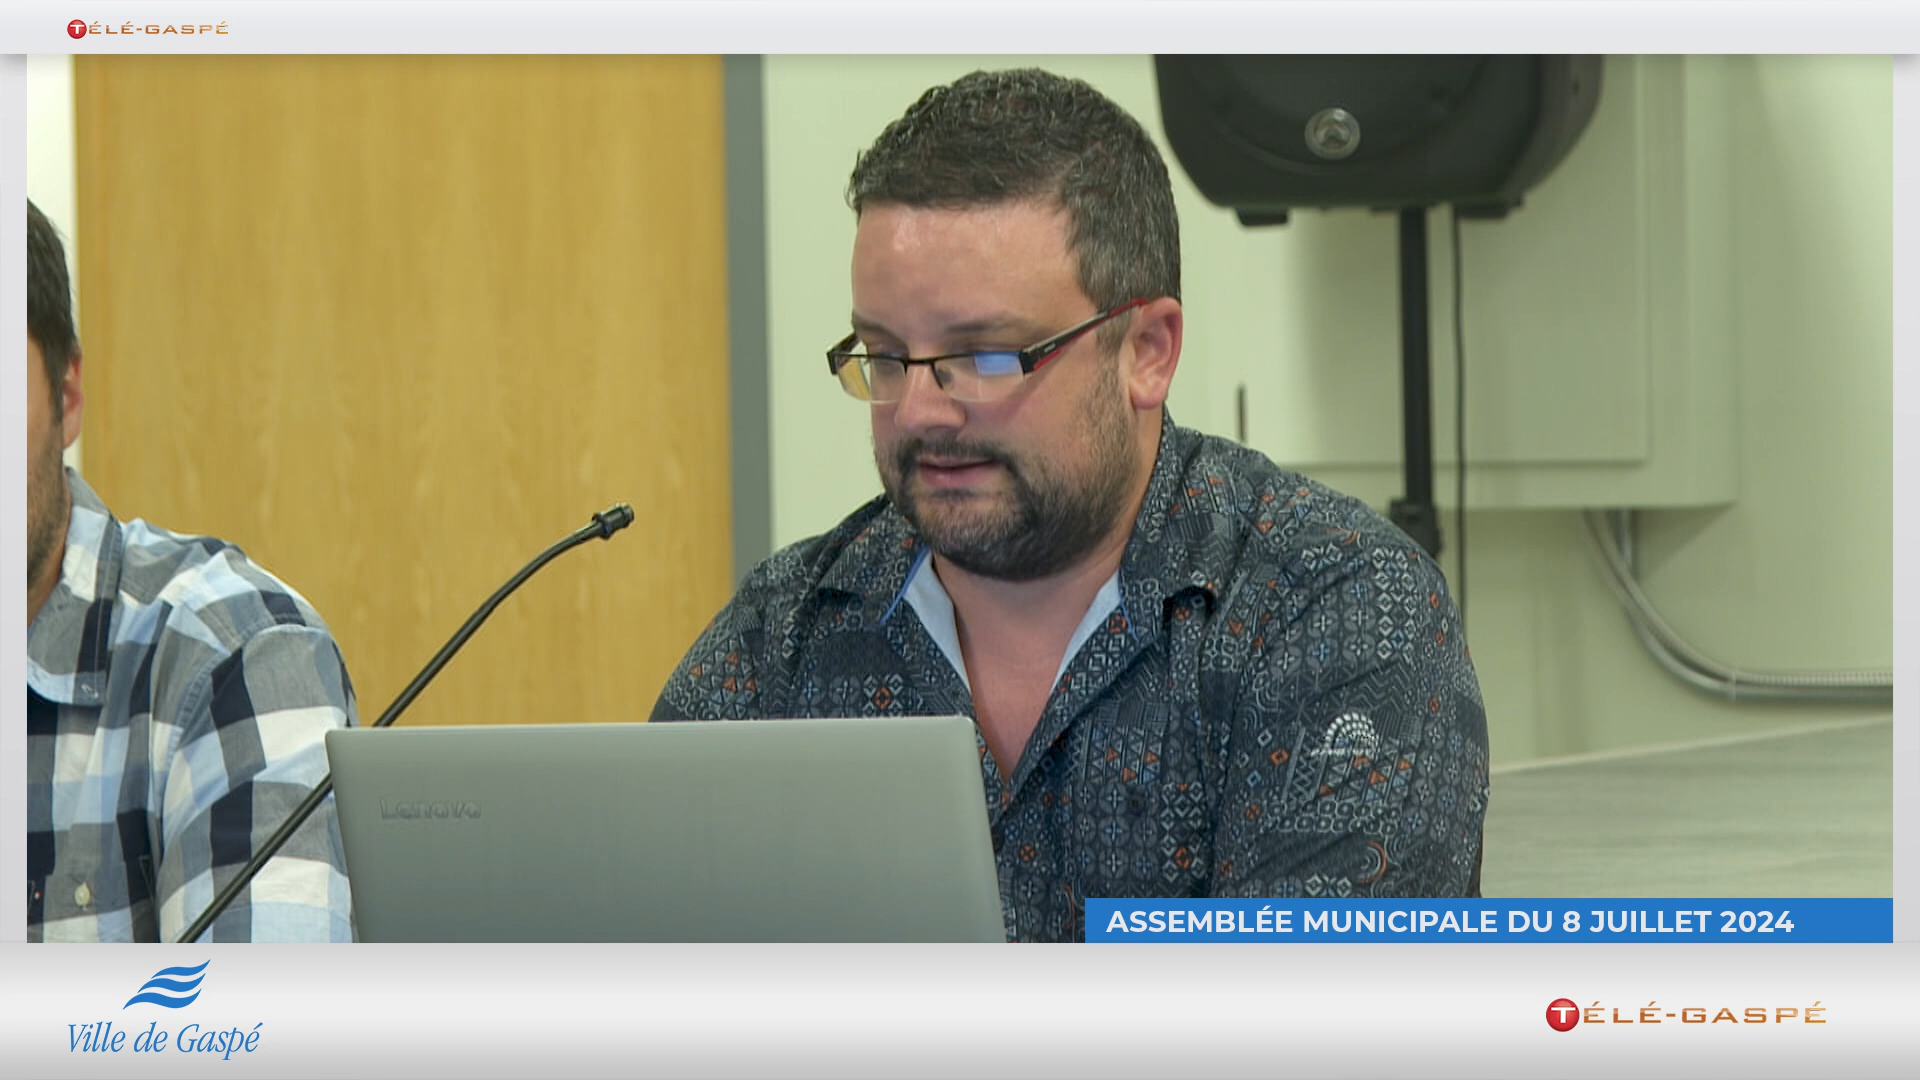 TÉLÉ-GASPÉ
Lenovo
ASSEMBLÉE MUNICIPALE DU 8 JUILLET 2024
Ville de Gaspé
TÉLÉ-GASPÉ